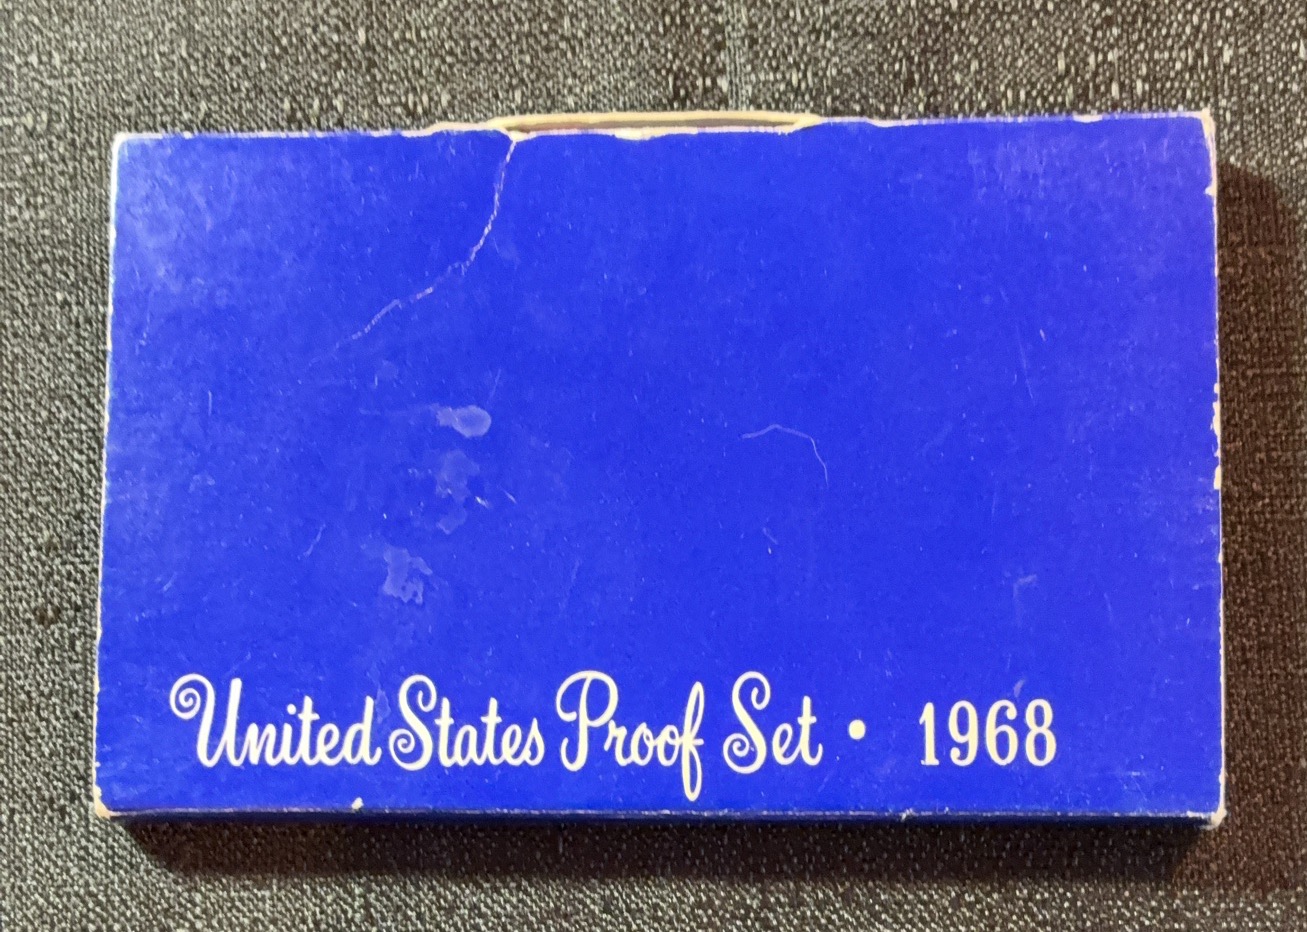 United States Proof Set • 1968